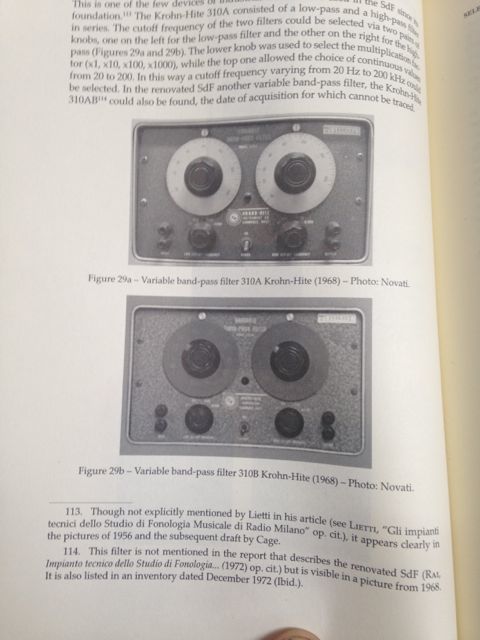 This is one of the few devices of in the SdF since its
foundation.¹¹³ The Krohn-Hite 310A consisted of a low-pass and a high-pass filter
in series. The cutoff frequency of the two filters could be selected via two pairs of
knobs, one on the left for the low-pass filter and the other on the right for the high-
pass (Figures 29a and 29b). The lower knob was used to select the multiplication fac-
tor (x1, x10, x100, x1000), while the top one allowed the choice of continuous values
from 20 to 200. In this way a cutoff frequency varying from 20 Hz to 200 kHz could
be selected. In the renovated SdF another variable band-pass filter, the Krohn-Hite
310AB¹¹⁴ could also be found, the date of acquisition for which cannot be traced.
KROHN-HITE
Figure 29a – Variable band-pass filter 310A Krohn-Hite (1968) – Photo: Novati.
BAND-PASS FILTER
Figure 29b – Variable band-pass filter 310B Krohn-Hite (1968) – Photo: Novati.
113. Though not explicitly mentioned by Lietti in his article (see LIETTI, "Gli impianti
tecnici dello Studio di Fonologia Musicale di Radio Milano" op. cit.), it appears clearly in
the pictures of 1956 and the subsequent draft by Cage.
114. This filter is not mentioned in the report that describes the renovated SdF (RAI,
Impianto tecnico dello Studio di Fonologia... (1972) op. cit.) but is visible in a picture from 1968.
It is also listed in an inventory dated December 1972 (Ibid.).
SELE